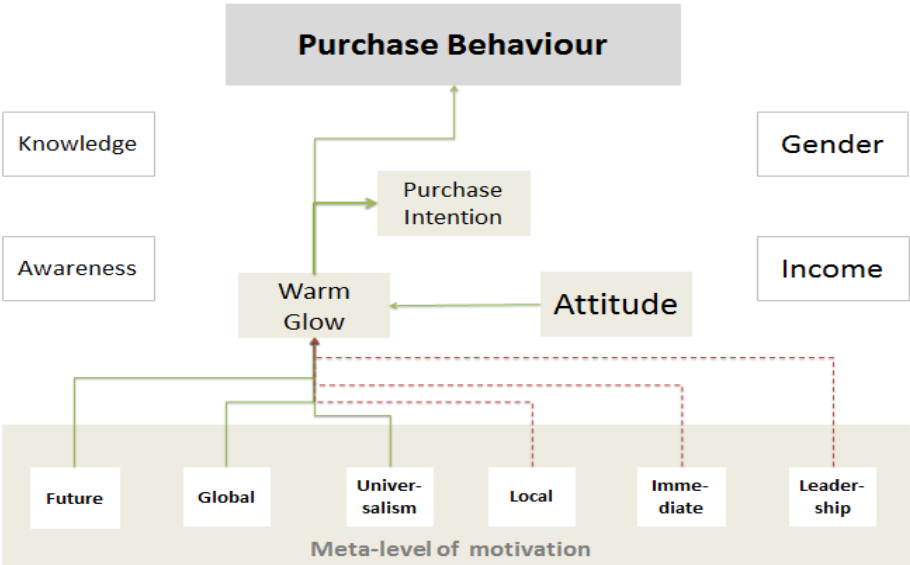 Purchase Behaviour
Knowledge
Gender
Purchase
Intention
Awareness
Income
Warm
Glow
Attitude
Future
Global
Univer-
salism
Local
Imme-
diate
Leader-
ship
Meta-level of motivation